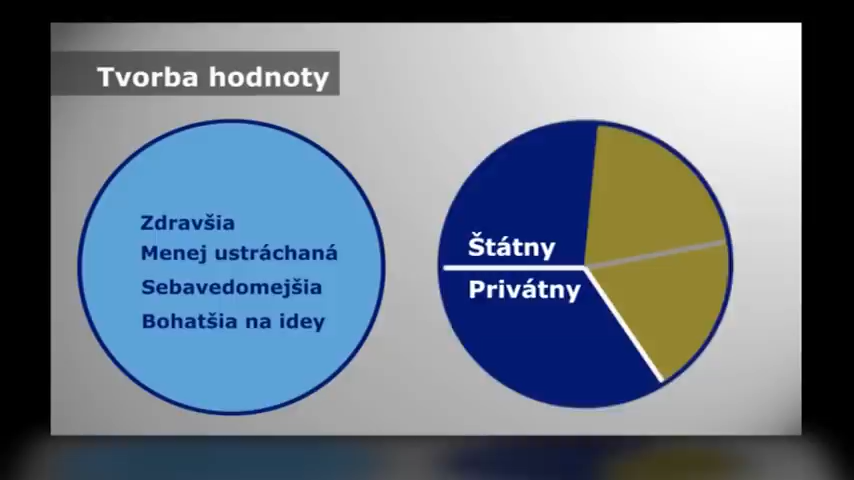 Tvorba hodnoty
Zdravšia
Menej ustráchaná
Sebavedomejšia
Bohatšia na idey
Štátny
Privátny